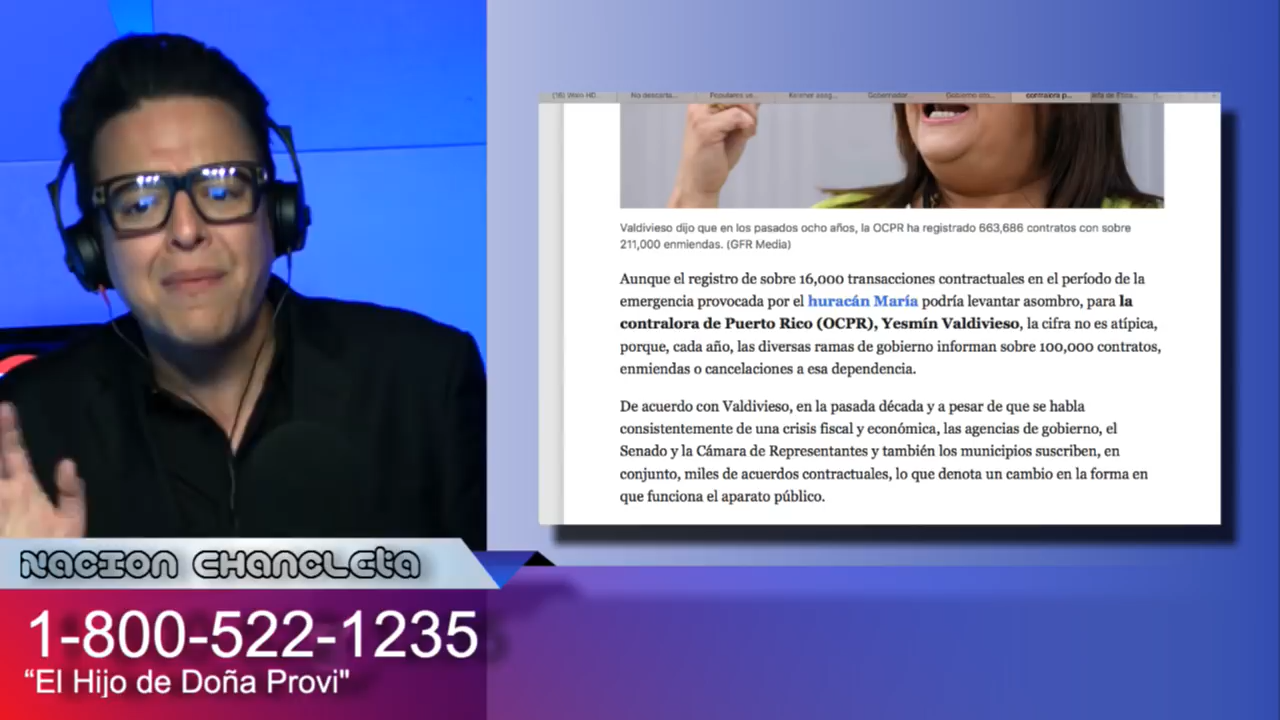 contralora p...
Valdivieso dijo que en los pasados ocho años, la OCPR ha registrado 663,686 contratos con sobre
211,000 enmiendas. (GFR Media)
Aunque el registro de sobre 16,000 transacciones contractuales en el período de la
emergencia provocada por el huracán María podría levantar asombro, para la
contralora de Puerto Rico (OCPR), Yesmín Valdivieso, la cifra no es atípica,
porque, cada año, las diversas ramas de gobierno informan sobre 100,000 contratos,
enmiendas o cancelaciones a esa dependencia.
De acuerdo con Valdivieso, en la pasada década y a pesar de que se habla
consistentemente de una crisis fiscal y económica, las agencias de gobierno, el
Senado y la Cámara de Representantes y también los municipios suscriben, en
conjunto, miles de acuerdos contractuales, lo que denota un cambio en la forma en
que funciona el aparato público.
NACION CHANCLETA
1-800-522-1235
“El Hijo de Doña Provi"